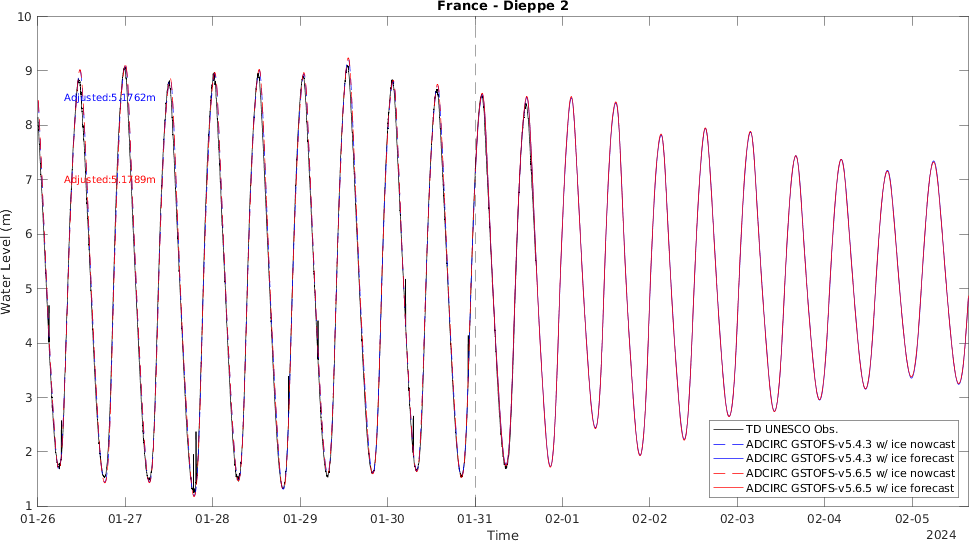 France - Dieppe 2
10
9
8
7
6
5
4
3
2
1
Water Level (m)
Adjusted:5.1762m
Adjusted:5.1789m
TD UNESCO Obs.
ADCIRC GSTOFS-v5.4.3 w/ ice nowcast
ADCIRC GSTOFS-v5.4.3 w/ ice forecast
ADCIRC GSTOFS-v5.6.5 w/ ice nowcast
ADCIRC GSTOFS-v5.6.5 w/ ice forecast
01-26 01-27 01-28 01-29 01-30 01-31 02-01 02-02 02-03 02-04 02-05
Time
2024